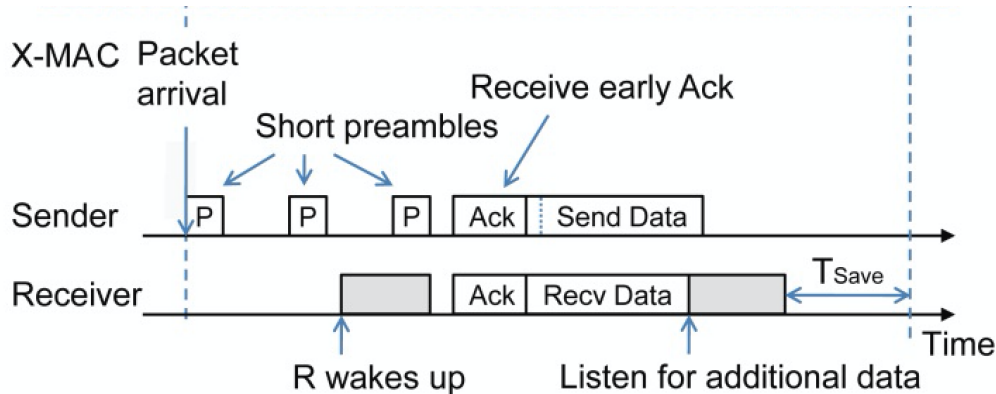 X-MAC Packet
arrival
Receive early Ack
Short preambles
Sender P P P Ack Send Data
Receiver Ack Recv Data TSave
Time
R wakes up Listen for additional data